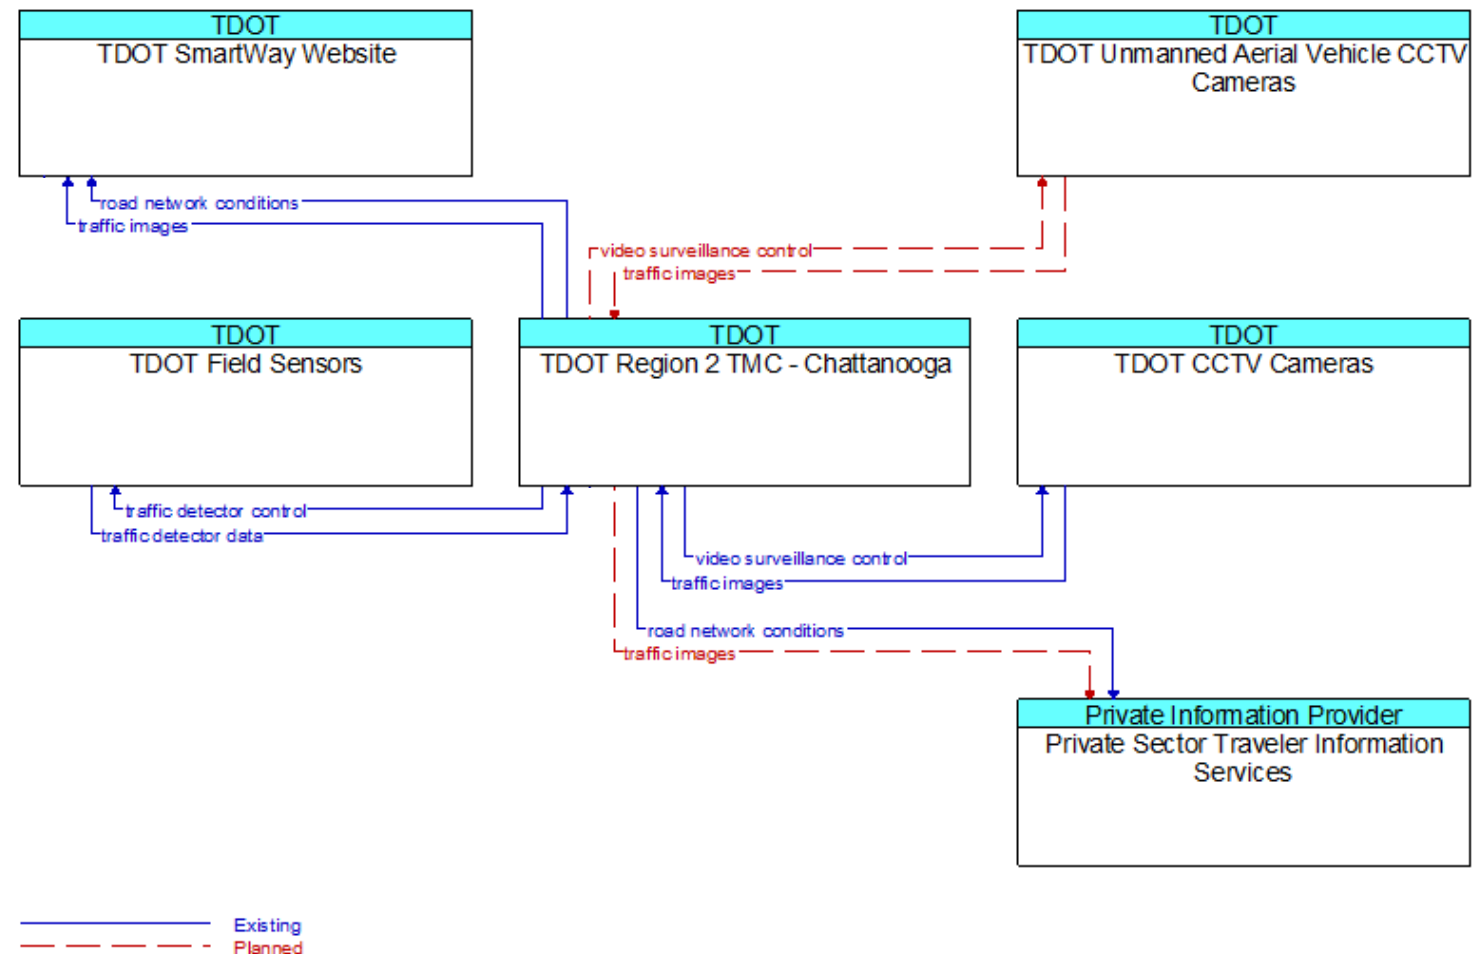 TDOT
TDOT SmartWay Website
TDOT
TDOT Unmanned Aerial Vehicle CCTV
Cameras
road network conditions
traffic images
video surveillance control
traffic images
TDOT
TDOT Field Sensors
TDOT
TDOT Region 2 TMC - Chattanooga
TDOT
TDOT CCTV Cameras
traffic detector control
traffic detector data
video surveillance control
traffic images
road network conditions
traffic images
Private Information Provider
Private Sector Traveler Information
Services
Existing
Planned